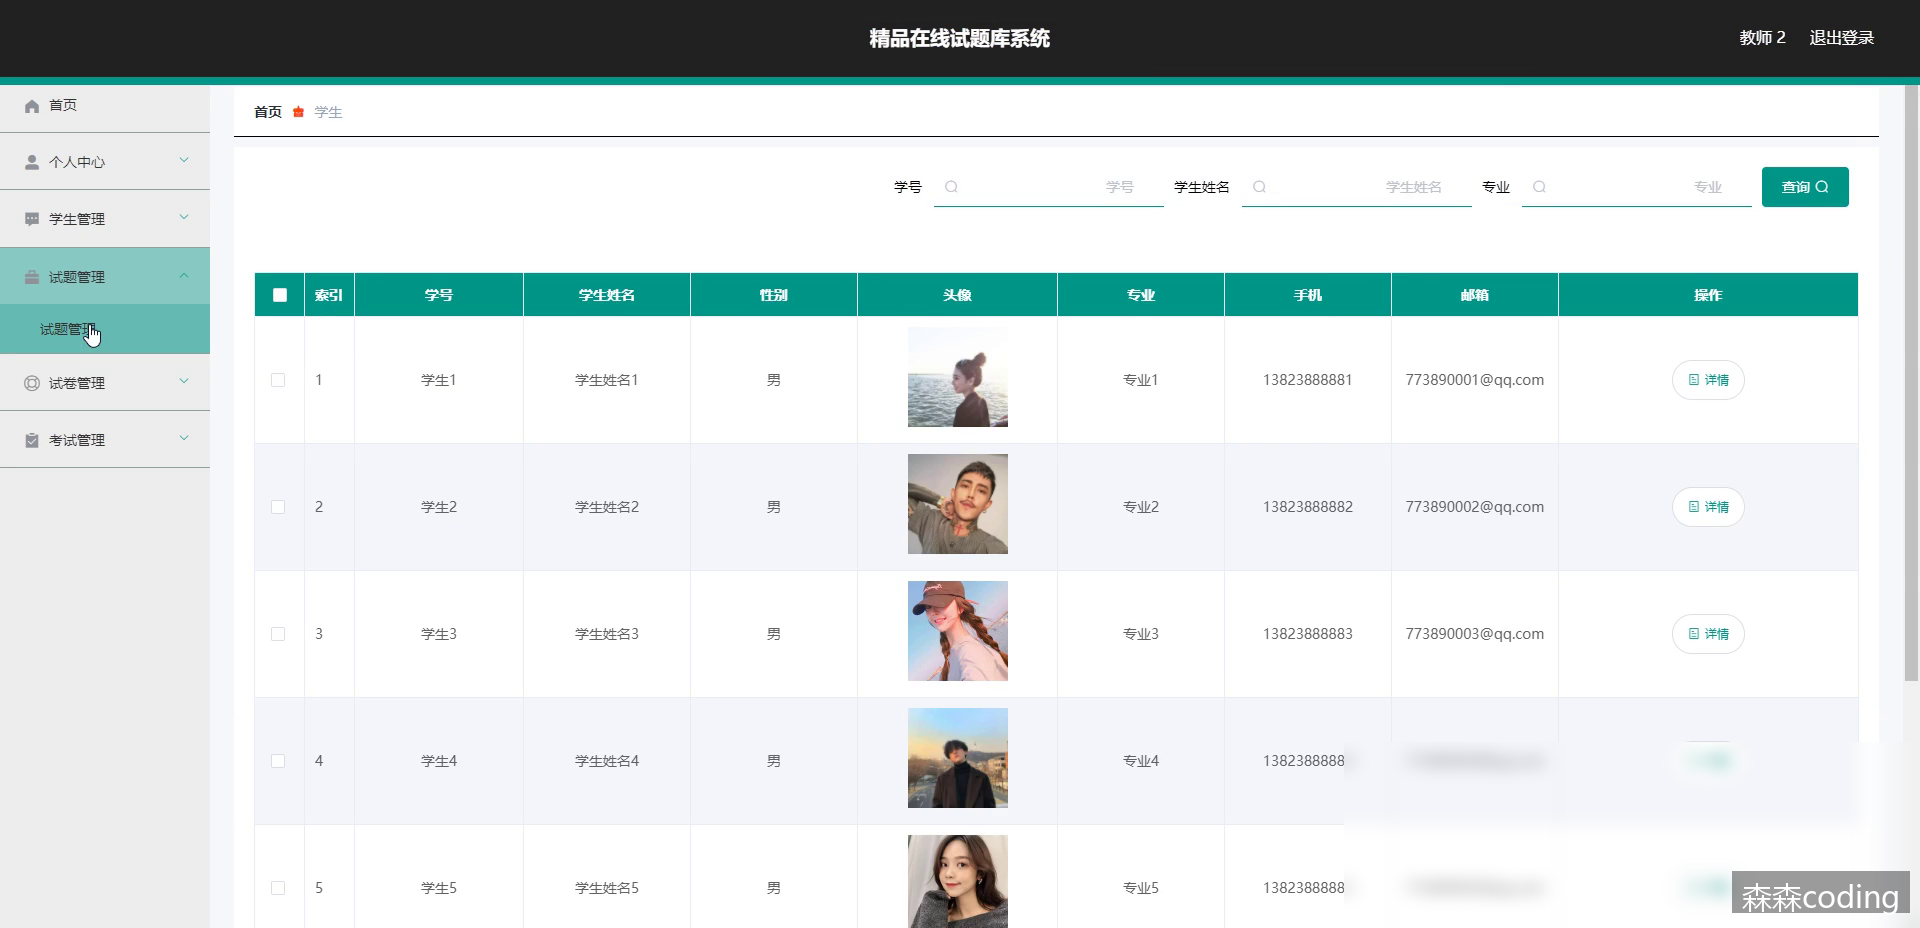 精品在线试题库系统
教师 2 退出登录
首页
个人中心
学生管理
试题管理
试题管理
试卷管理
考试管理
首页 学生
学号 学号 学生姓名 学生姓名 专业 专业 查询
索引 学号 学生姓名 性别 头像 专业 手机 邮箱 操作
1 学生1 学生姓名1 男 专业1 13823888881 773890001@qq.com 详情
2 学生2 学生姓名2 男 专业2 13823888882 773890002@qq.com 详情
3 学生3 学生姓名3 男 专业3 13823888883 773890003@qq.com 详情
4 学生4 学生姓名4 男 专业4 1382388888
5 学生5 学生姓名5 男 专业5 1382388888
森森coding